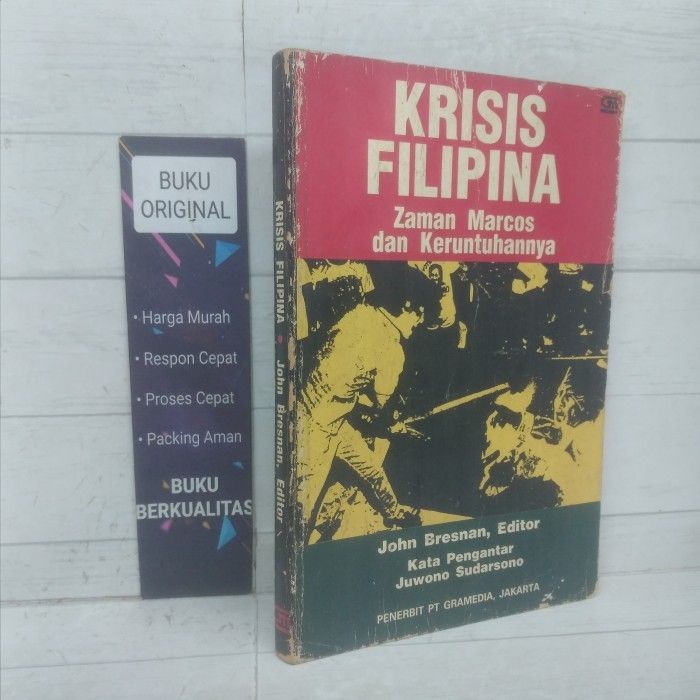 BUKU
ORIGINAL
• Harga Murah
• Respon Cepat
• Proses Cepat
• Packing Aman
BUKU
BERKUALITAS
KRISIS FILIPINA • John Bresnan, Editor
KRISIS
FILIPINA
Zaman Marcos
dan Keruntuhannya
John Bresnan, Editor
Kata Pengantar
Juwono Sudarsono
PENERBIT PT GRAMEDIA, JAKARTA